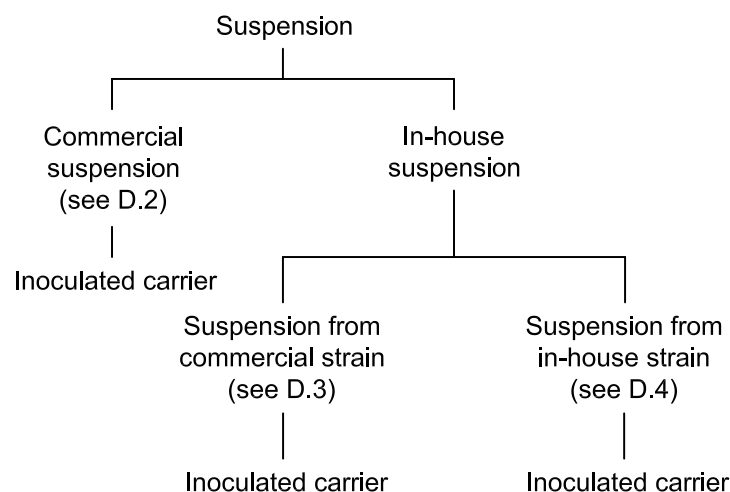 Suspension
Commercial
suspension
(see D.2)
In-house
suspension
Inoculated carrier
Suspension from
commercial strain
(see D.3)
Suspension from
in-house strain
(see D.4)
Inoculated carrier
Inoculated carrier